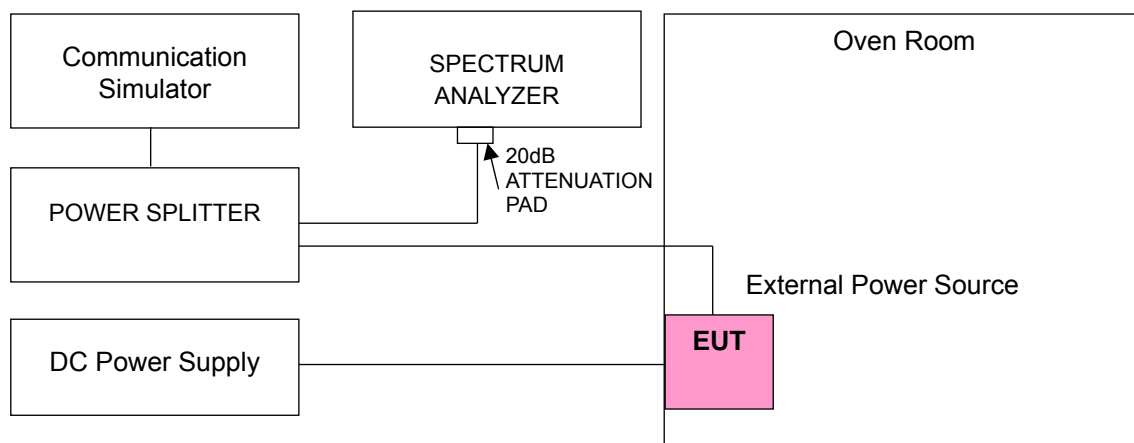 Communication
Simulator
SPECTRUM
ANALYZER
Oven Room
20dB
ATTENUATION
PAD
POWER SPLITTER
External Power Source
EUT
DC Power Supply